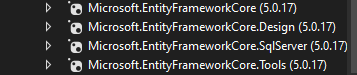 Microsoft.EntityFrameworkCore (5.0.17)
Microsoft.EntityFrameworkCore.Design (5.0.17)
Microsoft.EntityFrameworkCore.SqlServer (5.0.17)
Microsoft.EntityFrameworkCore.Tools (5.0.17)